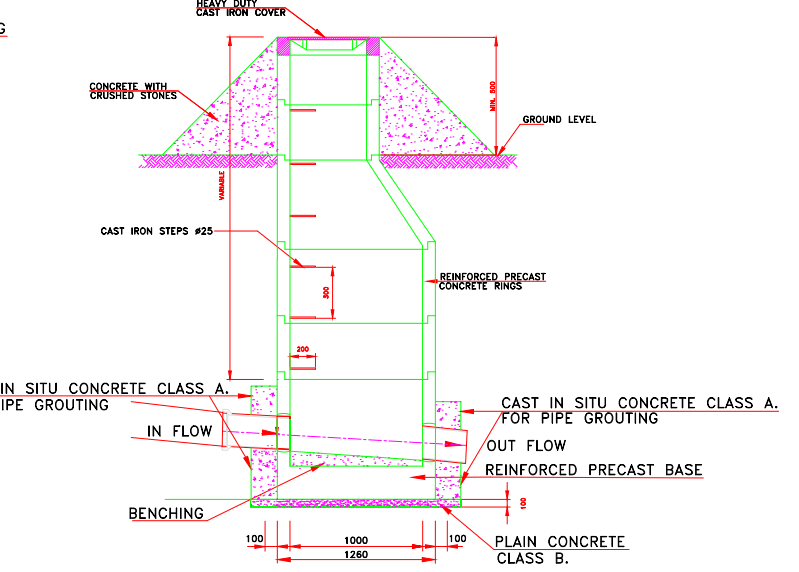 HEAVY DUTY
CAST IRON COVER
CONCRETE WITH
CRUSHED STONES
MIN. 500
GROUND LEVEL
VARIABLE
CAST IRON STEPS ø25
REINFORCED PRECAST
CONCRETE RINGS
300
200
IN SITU CONCRETE CLASS A.
IPE GROUTING
CAST IN SITU CONCRETE CLASS A.
FOR PIPE GROUTING
IN FLOW
OUT FLOW
REINFORCED PRECAST BASE
BENCHING
100
PLAIN CONCRETE
CLASS B.
100
1000
100
1260